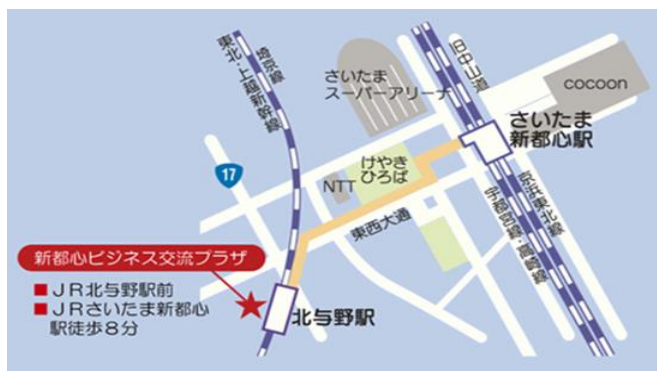 東北・上越新幹線
埼京線
さいたま
スーパーアリーナ
旧中山道
cocoon
さいたま
新都心駅
17
けやき
ひろば
NTT
東西大通
京浜東北線
宇都宮線・高崎線
新都心ビジネス交流プラザ
■ＪＲ北与野駅前
■ＪＲさいたま新都心
駅徒歩８分
北与野駅